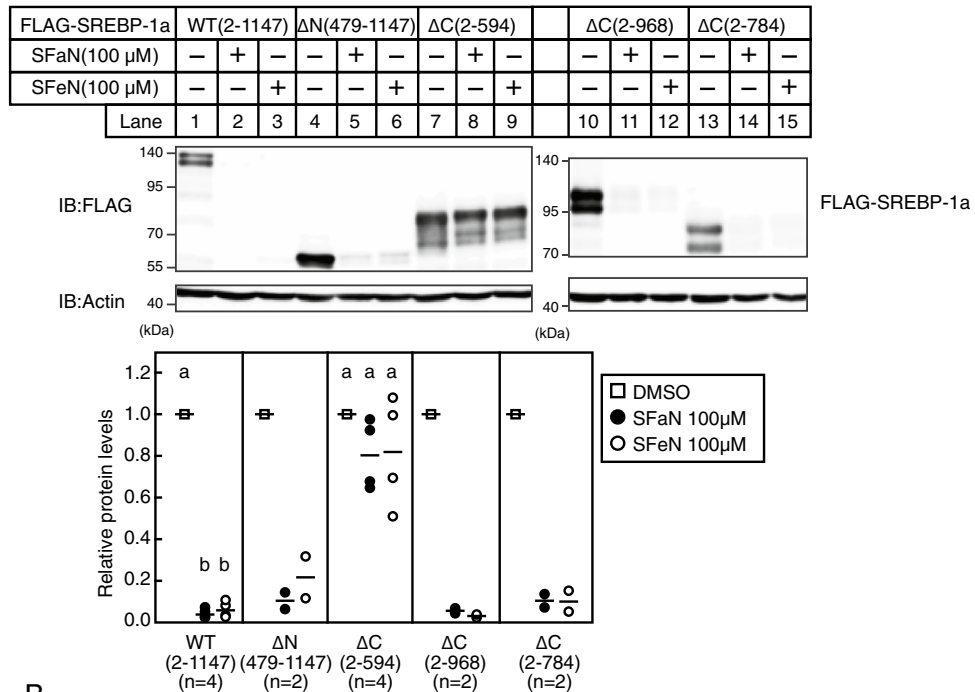 FLAG-SREBP-1a WT(2-1147) ΔN(479-1147) ΔC(2-594) ΔC(2-968) ΔC(2-784)
SFaN(100 μM) − + − − + − − + − − + − − + −
SFeN(100 μM) − − + − − + − − + − − + − − +
Lane 1 2 3 4 5 6 7 8 9 10 11 12 13 14 15
140
95
70
55
IB:FLAG
140
95
70
FLAG-SREBP-1a
IB:Actin
40
40
(kDa)
(kDa)
Relative protein levels
1.2
1.0
0.8
0.6
0.4
0.2
0.0
a
b b
a a a
DMSO
SFaN 100μM
SFeN 100μM
WT ΔN ΔC ΔC ΔC
(2-1147) (479-1147) (2-594) (2-968) (2-784)
(n=4) (n=2) (n=4) (n=2) (n=2)